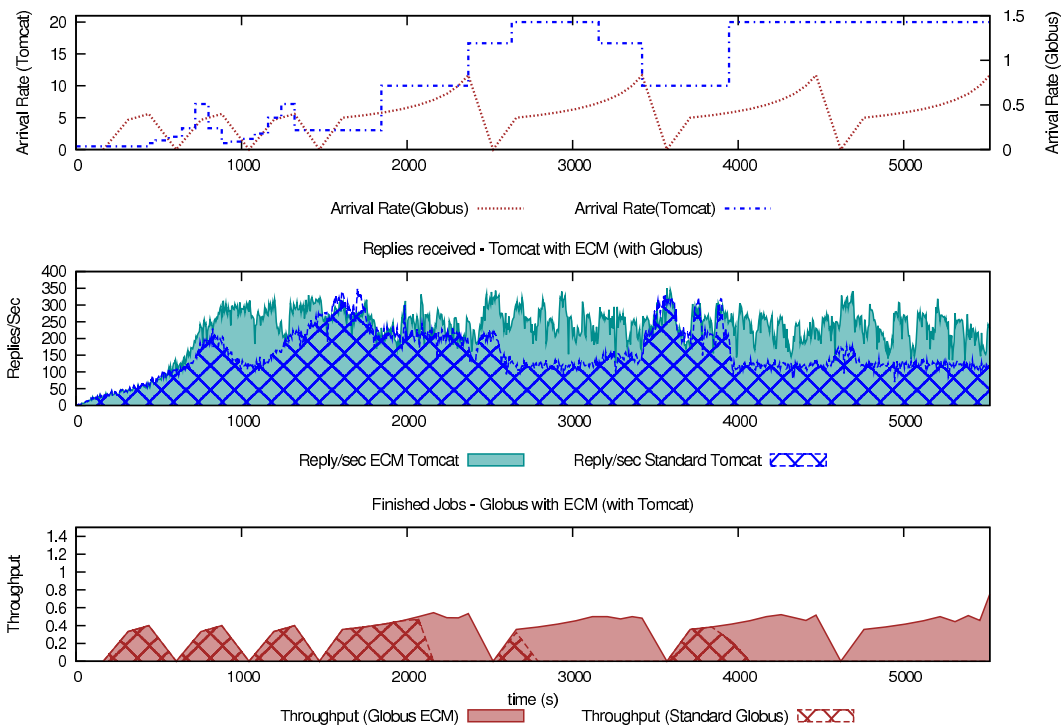 Arrival Rate (Tomcat)
20
15
10
5
0
1.5
1
0.5
0
Arrival Rate (Globus)
0 1000 2000 3000 4000 5000
Arrival Rate(Globus) Arrival Rate(Tomcat)
Replies received - Tomcat with ECM (with Globus)
Replies/Sec
400
350
300
250
200
150
100
50
0
0 1000 2000 3000 4000 5000
Reply/sec ECM Tomcat Reply/sec Standard Tomcat
Finished Jobs - Globus with ECM (with Tomcat)
Throughput
1.4
1.2
1
0.8
0.6
0.4
0.2
0
0 1000 2000 3000 4000 5000
time (s)
Throughput (Globus ECM) Throughput (Standard Globus)